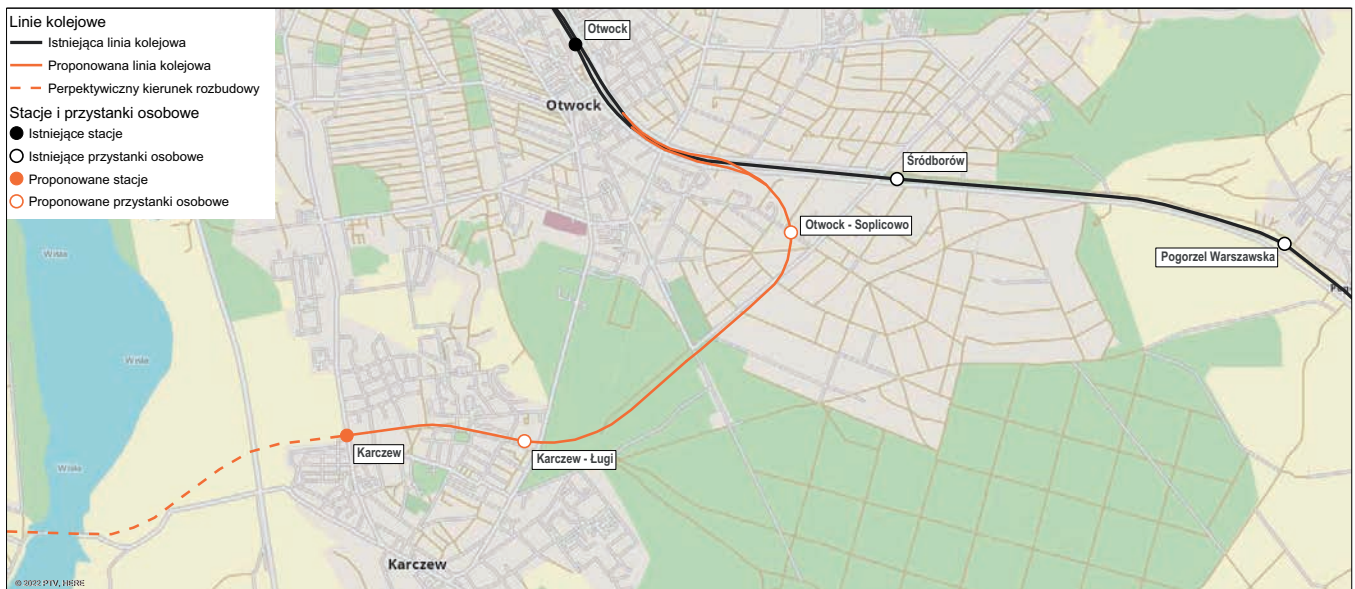 Linie kolejowe
Istniejąca linia kolejowa
Proponowana linia kolejowa
Perpektywiczny kierunek rozbudowy
Stacje i przystanki osobowe
Istniejące stacje
Istniejące przystanki osobowe
Proponowane stacje
Proponowane przystanki osobowe
Otwock
Otwock
Śródborów
Otwock - Soplicowo
Pogorzel Warszawska
Wisła
Wisła
Wisła
Karczew
Karczew - Ługi
Karczew
© 2022 PTV, HERE